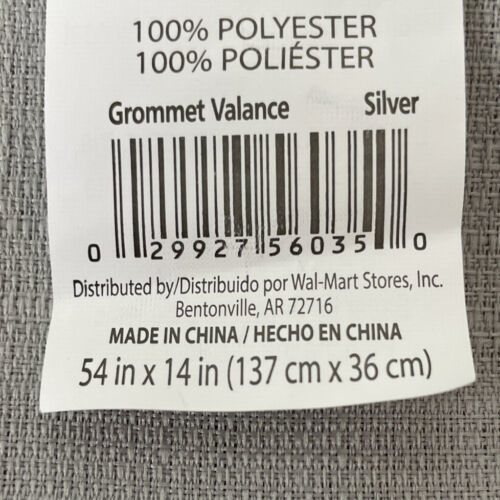 100% POLYESTER
100% POLIÉSTER
Grommet Valance Silver
0 29927 56035 0
Distributed by/Distribuido por Wal-Mart Stores, Inc.
Bentonville, AR 72716
MADE IN CHINA / HECHO EN CHINA
54 in x 14 in (137 cm x 36 cm)